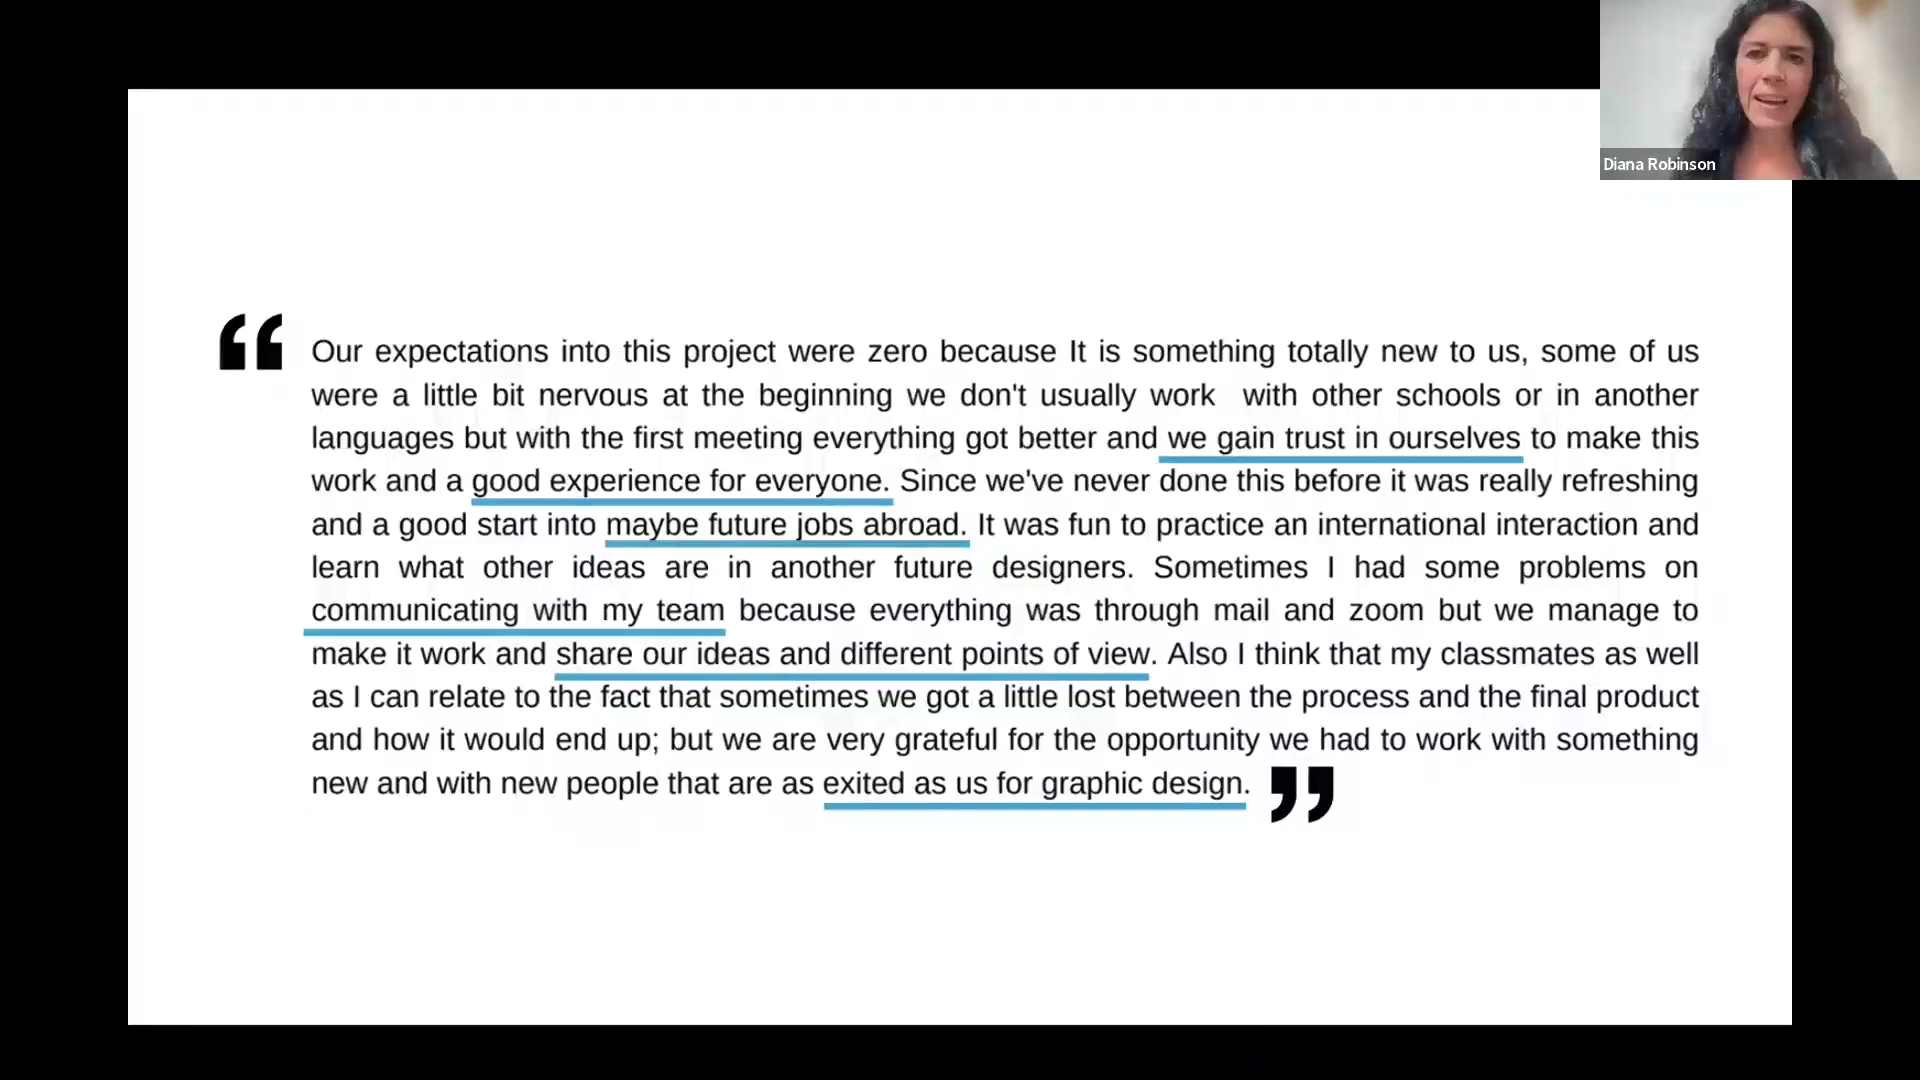 Diana Robinson
“ Our expectations into this project were zero because It is something totally new to us, some of us
were a little bit nervous at the beginning we don't usually work  with other schools or in another
languages but with the first meeting everything got better and we gain trust in ourselves to make this
work and a good experience for everyone. Since we've never done this before it was really refreshing
and a good start into maybe future jobs abroad. It was fun to practice an international interaction and
learn what other ideas are in another future designers. Sometimes I had some problems on
communicating with my team because everything was through mail and zoom but we manage to
make it work and share our ideas and different points of view. Also I think that my classmates as well
as I can relate to the fact that sometimes we got a little lost between the process and the final product
and how it would end up; but we are very grateful for the opportunity we had to work with something
new and with new people that are as exited as us for graphic design. ”